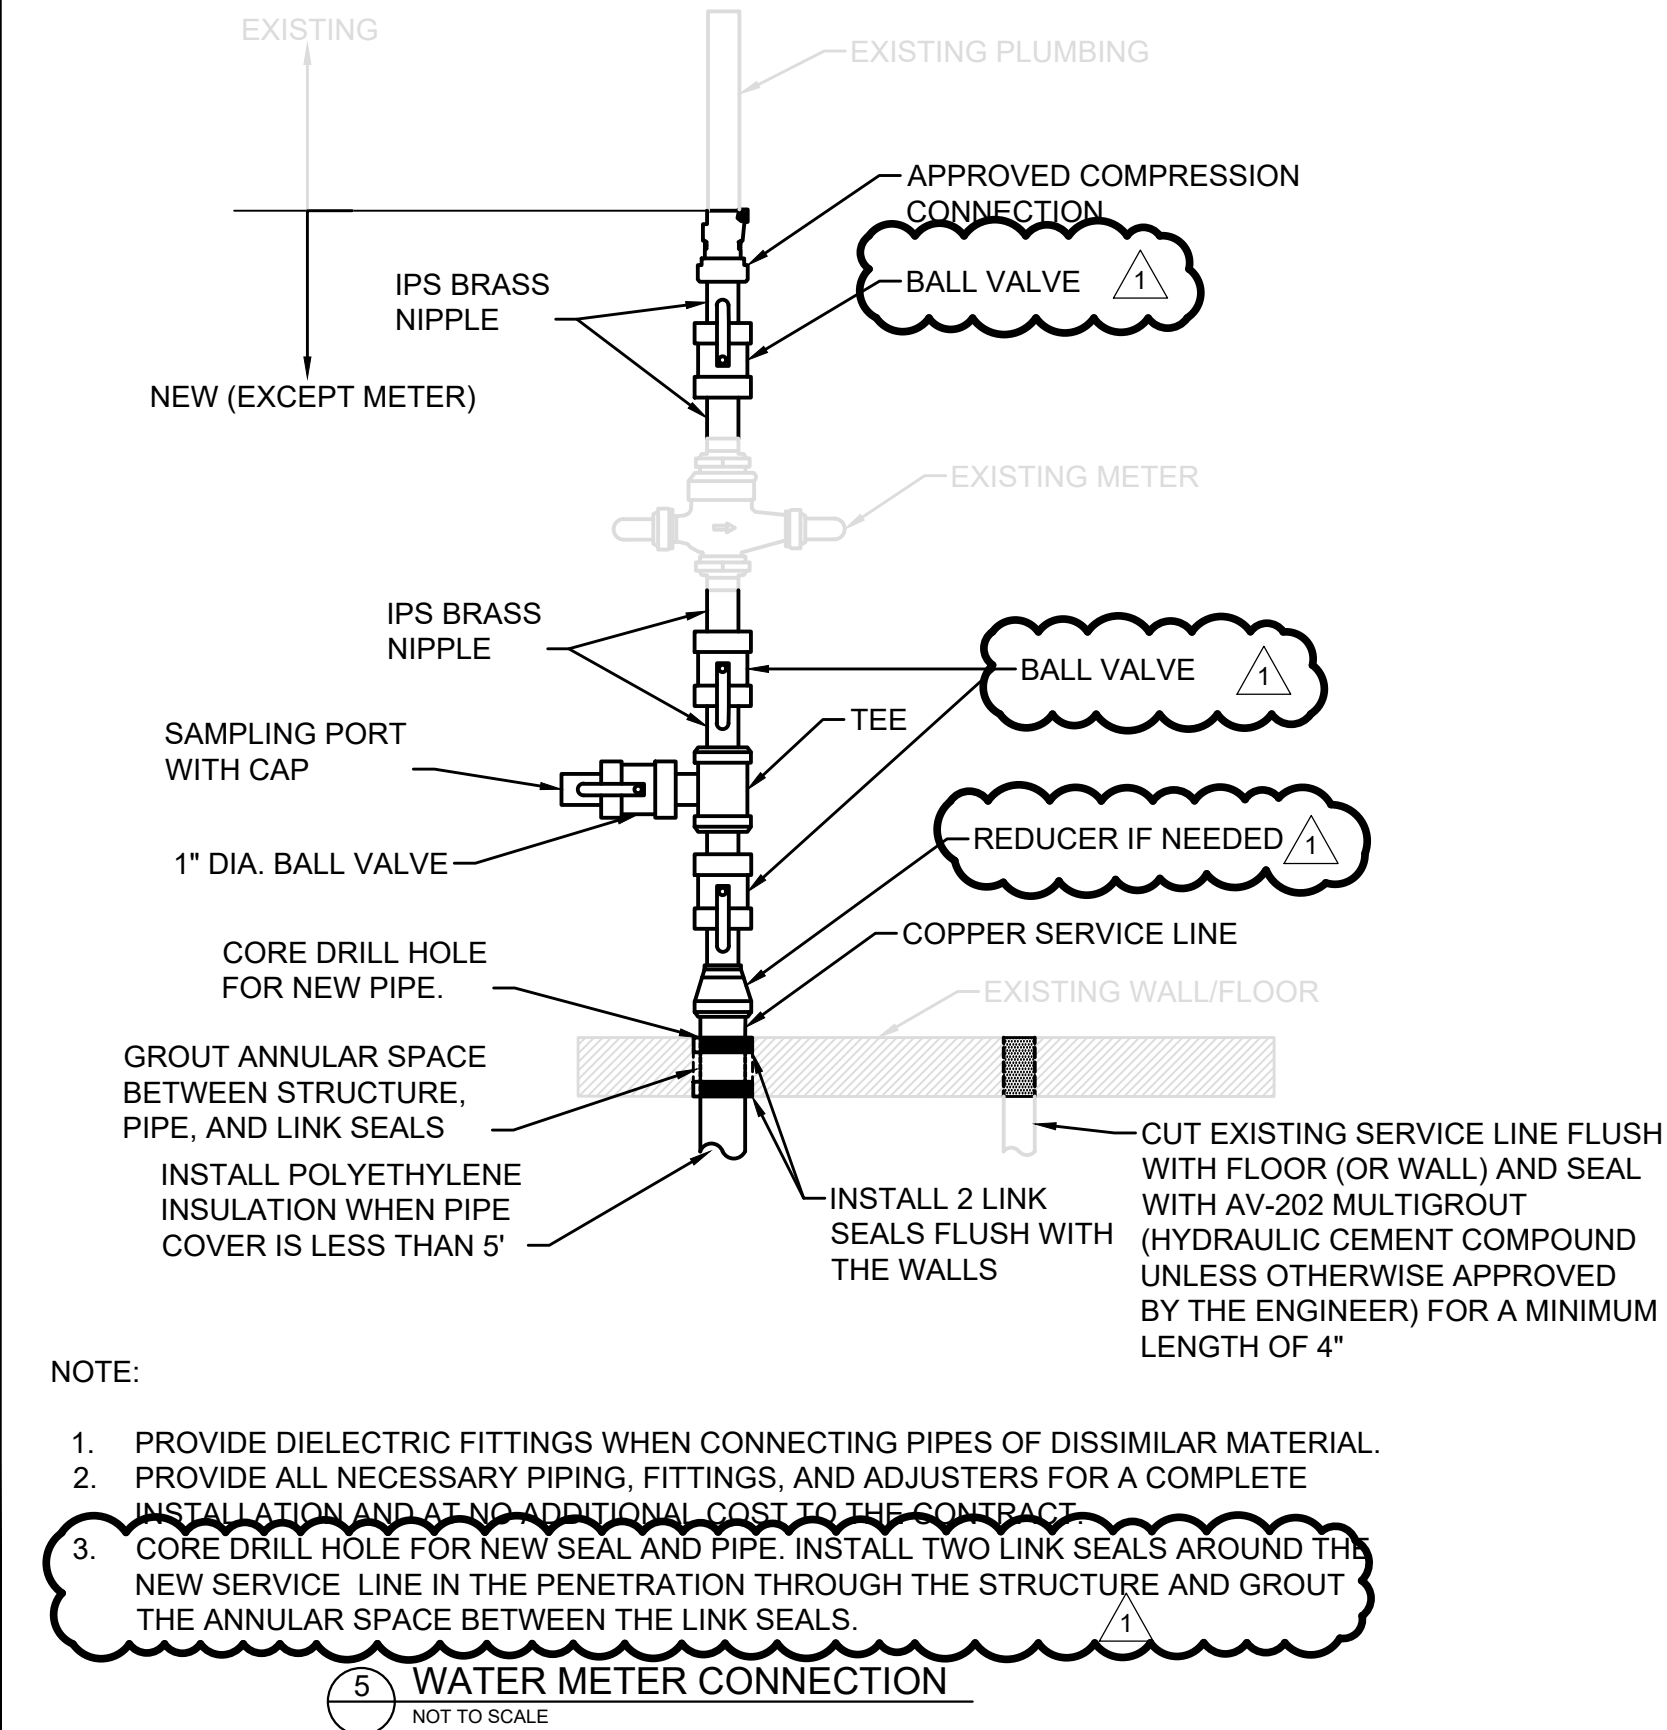 EXISTING
EXISTING PLUMBING
APPROVED COMPRESSION
CONNECTION
BALL VALVE 1
IPS BRASS
NIPPLE
NEW (EXCEPT METER)
EXISTING METER
IPS BRASS
NIPPLE
BALL VALVE 1
TEE
SAMPLING PORT
WITH CAP
REDUCER IF NEEDED 1
1" DIA. BALL VALVE
COPPER SERVICE LINE
CORE DRILL HOLE
FOR NEW PIPE.
EXISTING WALL/FLOOR
GROUT ANNULAR SPACE
BETWEEN STRUCTURE,
PIPE, AND LINK SEALS
INSTALL POLYETHYLENE
INSULATION WHEN PIPE
COVER IS LESS THAN 5'
INSTALL 2 LINK
SEALS FLUSH WITH
THE WALLS
CUT EXISTING SERVICE LINE FLUSH
WITH FLOOR (OR WALL) AND SEAL
WITH AV-202 MULTIGROUT
(HYDRAULIC CEMENT COMPOUND
UNLESS OTHERWISE APPROVED
BY THE ENGINEER) FOR A MINIMUM
LENGTH OF 4"
NOTE:
1. PROVIDE DIELECTRIC FITTINGS WHEN CONNECTING PIPES OF DISSIMILAR MATERIAL.
2. PROVIDE ALL NECESSARY PIPING, FITTINGS, AND ADJUSTERS FOR A COMPLETE
INSTALLATION AND AT NO ADDITIONAL COST TO THE CONTRACT.
3. CORE DRILL HOLE FOR NEW SEAL AND PIPE. INSTALL TWO LINK SEALS AROUND THE
NEW SERVICE LINE IN THE PENETRATION THROUGH THE STRUCTURE AND GROUT
THE ANNULAR SPACE BETWEEN THE LINK SEALS. 1
5 WATER METER CONNECTION
NOT TO SCALE